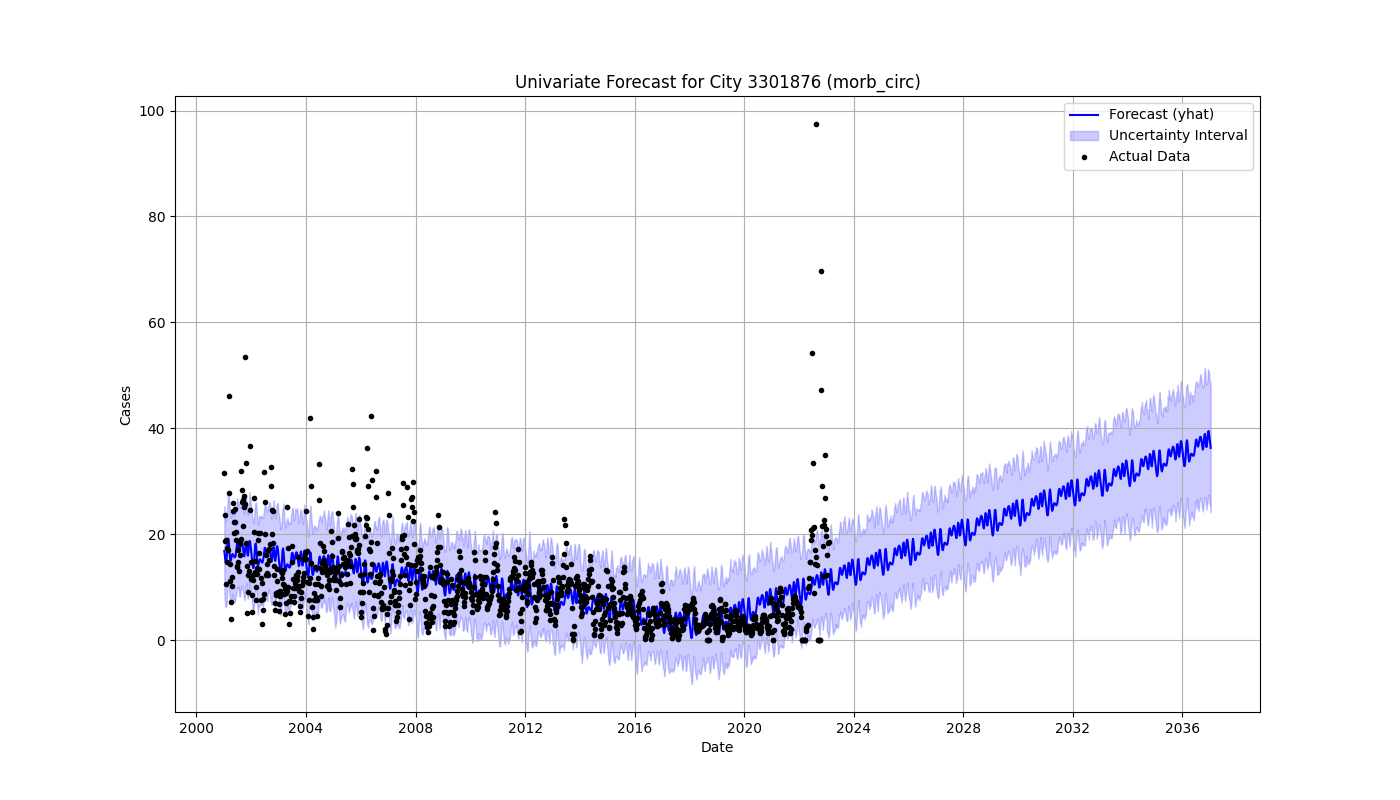 Univariate Forecast for City 3301876 (morb_circ)
Forecast (yhat)
Uncertainty Interval
Actual Data
Cases
100
80
60
40
20
0
2000 2004 2008 2012 2016 2020 2024 2028 2032 2036
Date